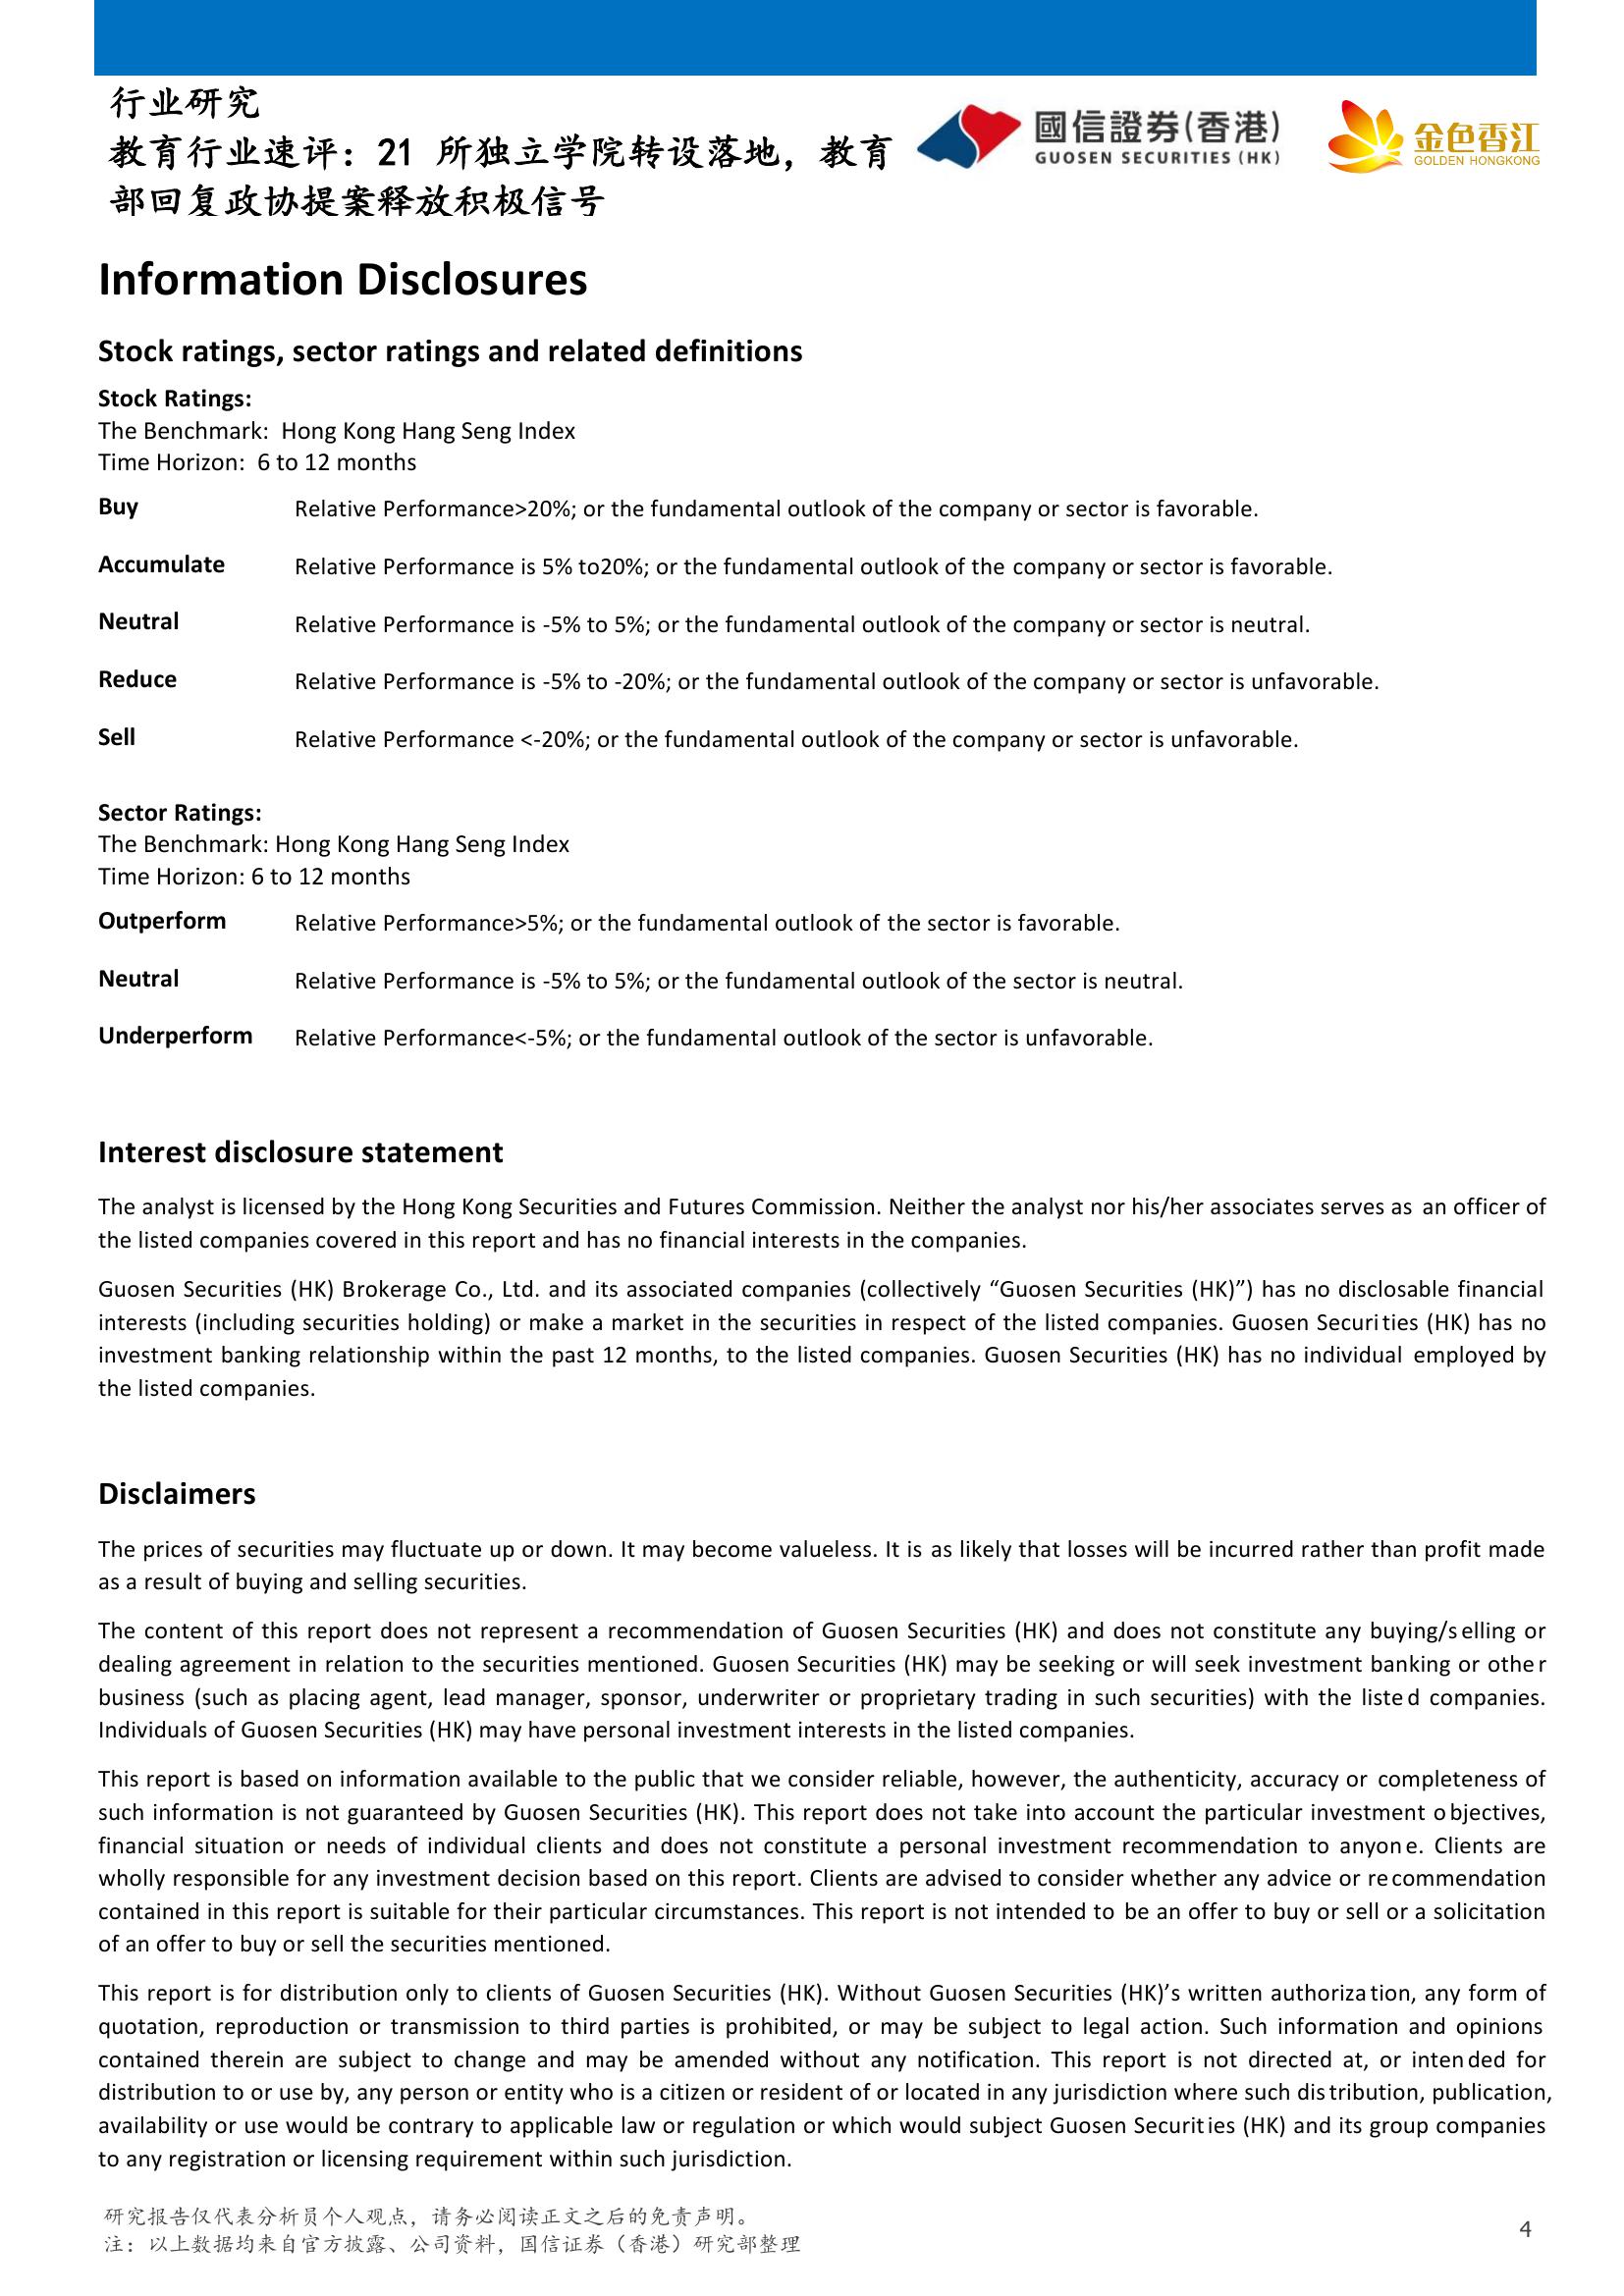 行业研究
教育行业速评：21 所独立学院转设落地，教育
部回复政协提案释放积极信号
國信證券(香港)
GUOSEN SECURITIES (HK)
金色香江
GOLDEN HONGKONG
Information Disclosures
Stock ratings, sector ratings and related definitions
Stock Ratings:
The Benchmark: Hong Kong Hang Seng Index
Time Horizon: 6 to 12 months
Buy Relative Performance>20%; or the fundamental outlook of the company or sector is favorable.
Accumulate Relative Performance is 5% to20%; or the fundamental outlook of the company or sector is favorable.
Neutral Relative Performance is -5% to 5%; or the fundamental outlook of the company or sector is neutral.
Reduce Relative Performance is -5% to -20%; or the fundamental outlook of the company or sector is unfavorable.
Sell Relative Performance <-20%; or the fundamental outlook of the company or sector is unfavorable.
Sector Ratings:
The Benchmark: Hong Kong Hang Seng Index
Time Horizon: 6 to 12 months
Outperform Relative Performance>5%; or the fundamental outlook of the sector is favorable.
Neutral Relative Performance is -5% to 5%; or the fundamental outlook of the sector is neutral.
Underperform Relative Performance<-5%; or the fundamental outlook of the sector is unfavorable.
Interest disclosure statement
The analyst is licensed by the Hong Kong Securities and Futures Commission. Neither the analyst nor his/her associates serves as an officer of
the listed companies covered in this report and has no financial interests in the companies.
Guosen Securities (HK) Brokerage Co., Ltd. and its associated companies (collectively “Guosen Securities (HK)”) has no disclosable financial
interests (including securities holding) or make a market in the securities in respect of the listed companies. Guosen Securities (HK) has no
investment banking relationship within the past 12 months, to the listed companies. Guosen Securities (HK) has no individual employed by
the listed companies.
Disclaimers
The prices of securities may fluctuate up or down. It may become valueless. It is as likely that losses will be incurred rather than profit made
as a result of buying and selling securities.
The content of this report does not represent a recommendation of Guosen Securities (HK) and does not constitute any buying/selling or
dealing agreement in relation to the securities mentioned. Guosen Securities (HK) may be seeking or will seek investment banking or other
business (such as placing agent, lead manager, sponsor, underwriter or proprietary trading in such securities) with the listed companies.
Individuals of Guosen Securities (HK) may have personal investment interests in the listed companies.
This report is based on information available to the public that we consider reliable, however, the authenticity, accuracy or completeness of
such information is not guaranteed by Guosen Securities (HK). This report does not take into account the particular investment objectives,
financial situation or needs of individual clients and does not constitute a personal investment recommendation to anyone. Clients are
wholly responsible for any investment decision based on this report. Clients are advised to consider whether any advice or recommendation
contained in this report is suitable for their particular circumstances. This report is not intended to be an offer to buy or sell or a solicitation
of an offer to buy or sell the securities mentioned.
This report is for distribution only to clients of Guosen Securities (HK). Without Guosen Securities (HK)’s written authorization, any form of
quotation, reproduction or transmission to third parties is prohibited, or may be subject to legal action. Such information and opinions
contained therein are subject to change and may be amended without any notification. This report is not directed at, or intended for
distribution to or use by, any person or entity who is a citizen or resident of or located in any jurisdiction where such distribution, publication,
availability or use would be contrary to applicable law or regulation or which would subject Guosen Securities (HK) and its group companies
to any registration or licensing requirement within such jurisdiction.
研究报告仅代表分析员个人观点，请务必阅读正文之后的免责声明。
注：以上数据均来自官方披露、公司资料，国信证券（香港）研究部整理
4